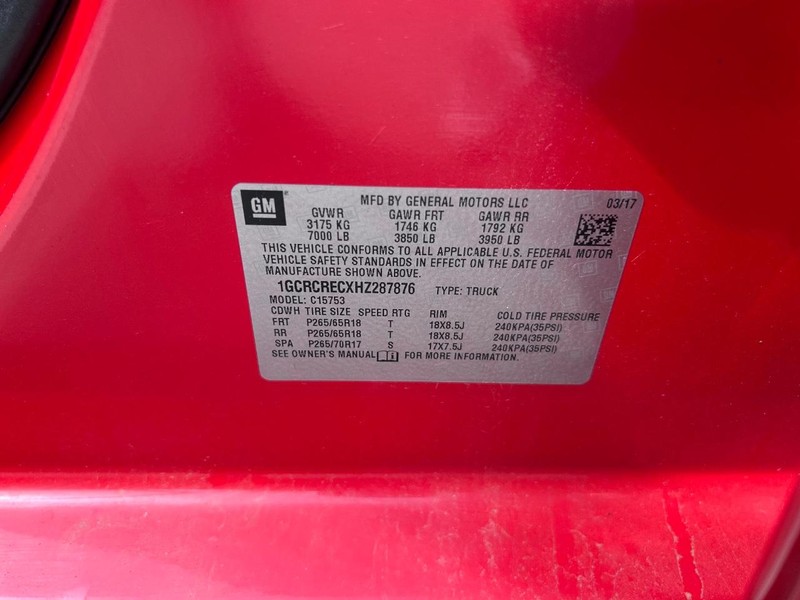 GM MFD BY GENERAL MOTORS LLC 03/17
GVWR GAWR FRT GAWR RR
3175 KG 1746 KG 1792 KG
7000 LB 3850 LB 3950 LB
THIS VEHICLE CONFORMS TO ALL APPLICABLE U.S. FEDERAL MOTOR
VEHICLE SAFETY STANDARDS IN EFFECT ON THE DATE OF
MANUFACTURE SHOWN ABOVE.
1GCRCRECXHZ287876 TYPE: TRUCK
MODEL: C15753
CDWH TIRE SIZE SPEED RTG RIM COLD TIRE PRESSURE
FRT P265/65R18 T 18X8.5J 240KPA(35PSI)
RR P265/65R18 T 18X8.5J 240KPA(35PSI)
SPA P265/70R17 S 17X7.5J 240KPA(35PSI)
SEE OWNER'S MANUAL FOR MORE INFORMATION.